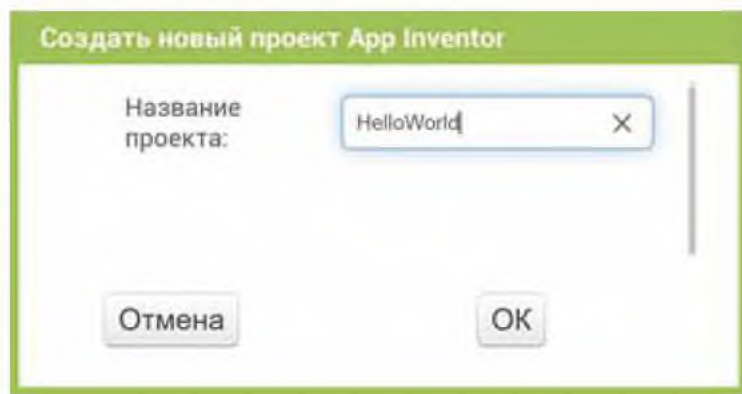 Создать новый проект App Inventor
Название
проекта:
HelloWorld
Отмена
OK